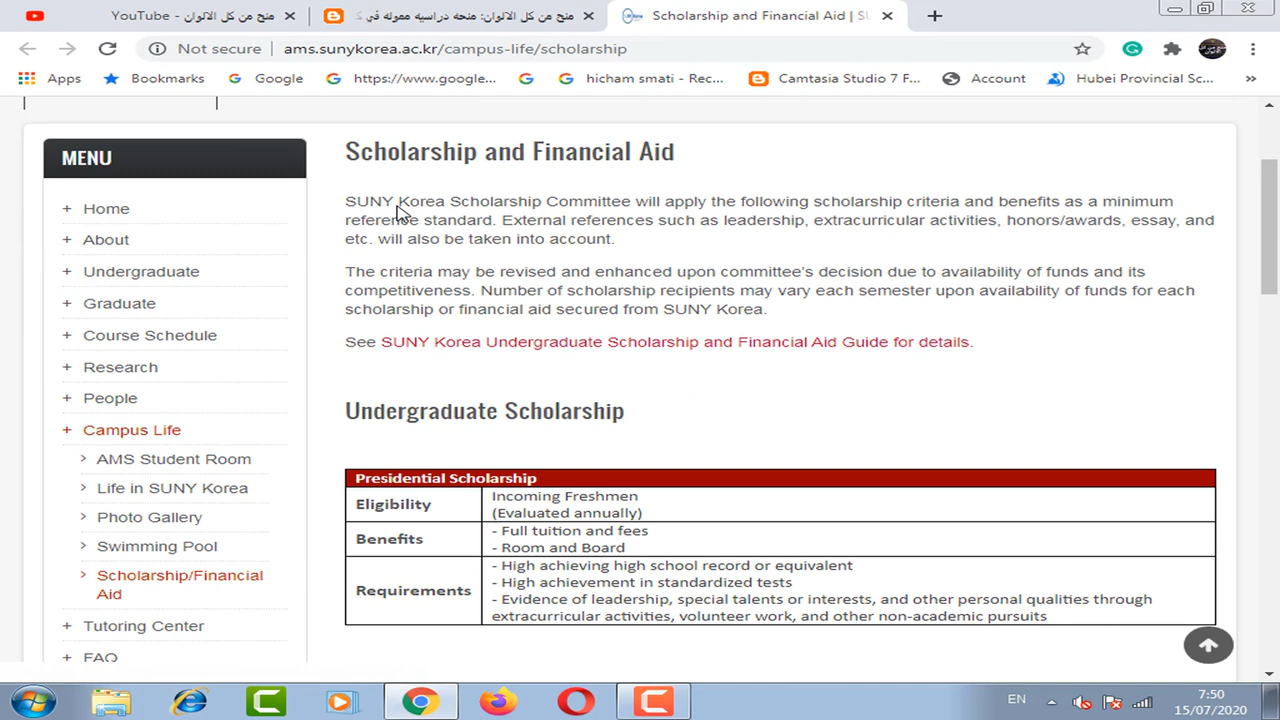 YouTube - منح من كل الالوان
منح من كل الالوان: منحه دراسيه مموله في ك
Scholarship and Financial Aid | SU
Not secure
ams.sunykorea.ac.kr/campus-life/scholarship
Apps
Bookmarks
Google
https://www.google...
hicham smati - Rec...
Camtasia Studio 7 F...
Account
Hubei Provincial Sc...
»
MENU
+ Home
+ About
+ Undergraduate
+ Graduate
+ Course Schedule
+ Research
+ People
+ Campus Life
> AMS Student Room
> Life in SUNY Korea
> Photo Gallery
> Swimming Pool
> Scholarship/Financial
Aid
+ Tutoring Center
+ FAQ
Scholarship and Financial Aid
SUNY Korea Scholarship Committee will apply the following scholarship criteria and benefits as a minimum
reference standard. External references such as leadership, extracurricular activities, honors/awards, essay, and
etc. will also be taken into account.
The criteria may be revised and enhanced upon committee's decision due to availability of funds and its
competitiveness. Number of scholarship recipients may vary each semester upon availability of funds for each
scholarship or financial aid secured from SUNY Korea.
See SUNY Korea Undergraduate Scholarship and Financial Aid Guide for details.
Undergraduate Scholarship
Presidential Scholarship
Eligibility
Incoming Freshmen
(Evaluated annually)
Benefits
- Full tuition and fees
- Room and Board
Requirements
- High achieving high school record or equivalent
- High achievement in standardized tests
- Evidence of leadership, special talents or interests, and other personal qualities through
extracurricular activities, volunteer work, and other non-academic pursuits
EN
7:50
15/07/2020